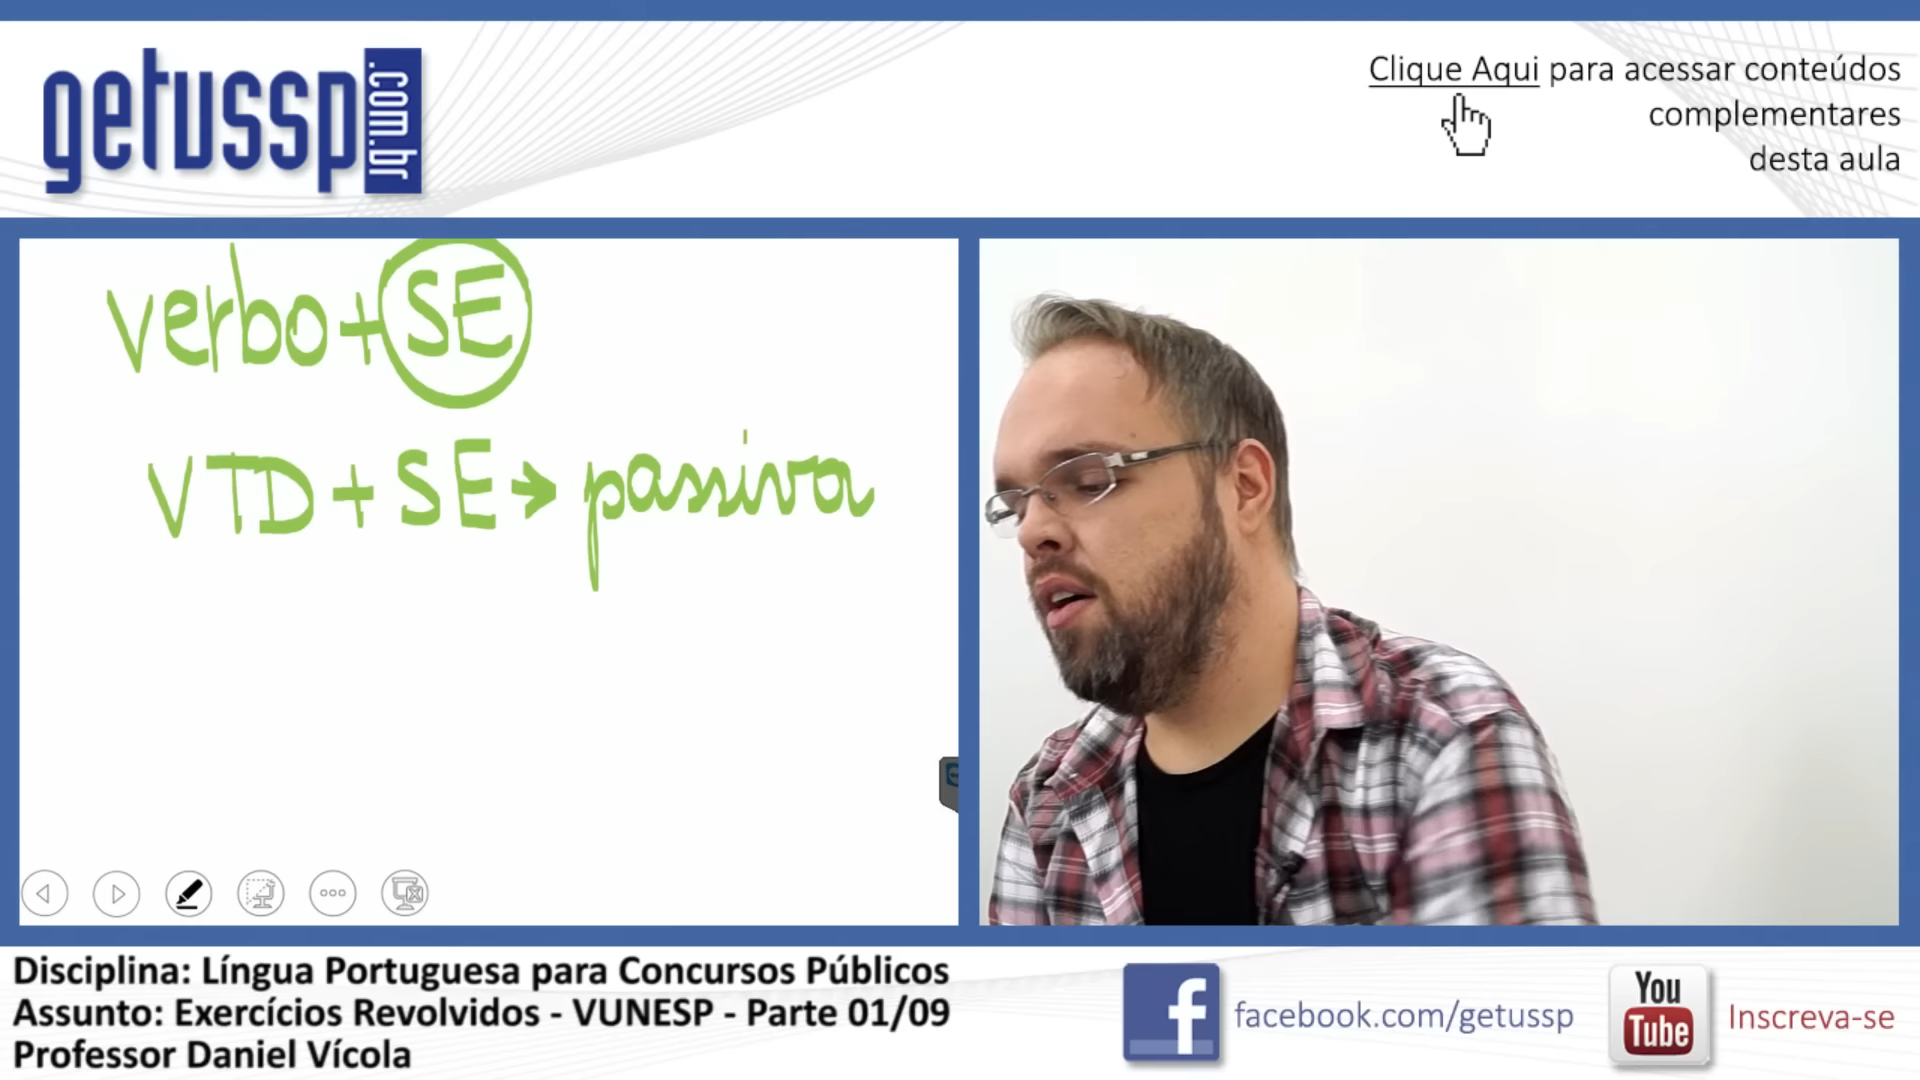 getussp.com.br
Clique Aqui para acessar conteúdos
complementares
desta aula
verbo + SE
VTD + SE → passiva
Disciplina: Língua Portuguesa para Concursos Públicos
Assunto: Exercícios Revolvidos - VUNESP - Parte 01/09
Professor Daniel Vícola
f facebook.com/getussp
You
Tube Inscreva-se